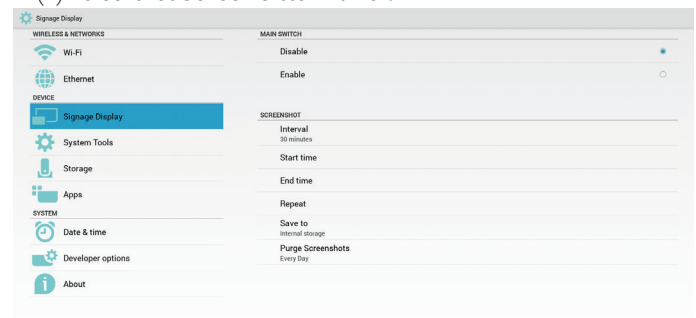 Signage Display
WIRELESS & NETWORKS
Wi-Fi
Ethernet
DEVICE
Signage Display
System Tools
Storage
Apps
SYSTEM
Date & time
Developer options
About
MAIN SWITCH
Disable
Enable
SCREENSHOT
Interval
30 minutes
Start time
End time
Repeat
Save to
Internal storage
Purge Screenshots
Every Day